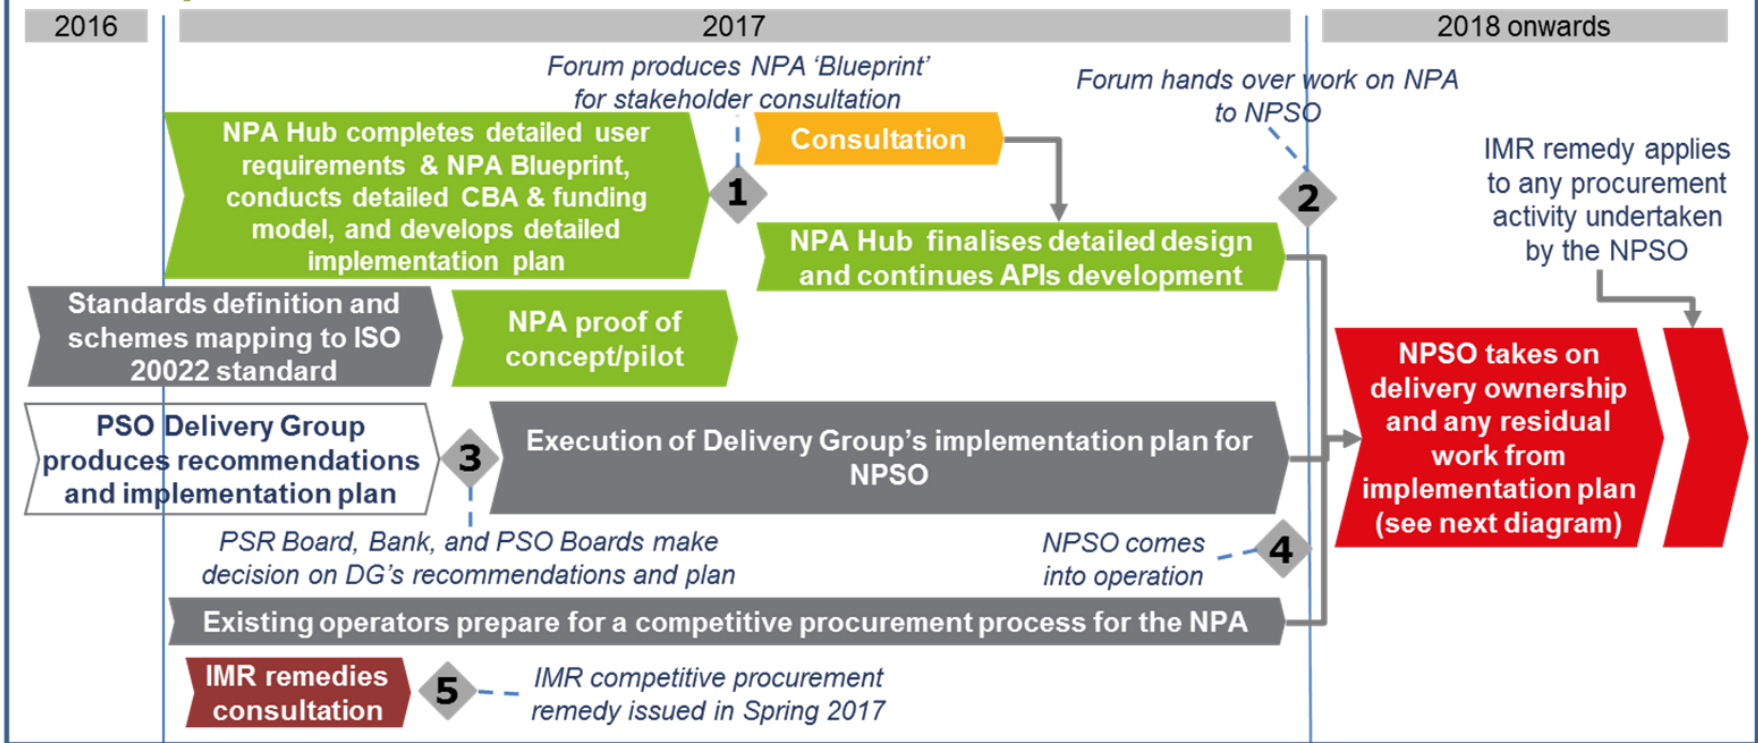 2016
2017
2018 onwards
Forum produces NPA ‘Blueprint’
for stakeholder consultation
Forum hands over work on NPA
to NPSO
NPA Hub completes detailed user
requirements & NPA Blueprint,
conducts detailed CBA & funding
model, and develops detailed
implementation plan
1
Consultation
2
IMR remedy applies
to any procurement
activity undertaken
by the NPSO
NPA Hub finalises detailed design
and continues APIs development
Standards definition and
schemes mapping to ISO
20022 standard
NPA proof of
concept/pilot
NPSO takes on
delivery ownership
and any residual
work from
implementation plan
(see next diagram)
PSO Delivery Group
produces recommendations
and implementation plan
3
Execution of Delivery Group’s implementation plan for
NPSO
PSR Board, Bank, and PSO Boards make
decision on DG’s recommendations and plan
NPSO comes
into operation
4
Existing operators prepare for a competitive procurement process for the NPA
IMR remedies
consultation
5
IMR competitive procurement
remedy issued in Spring 2017